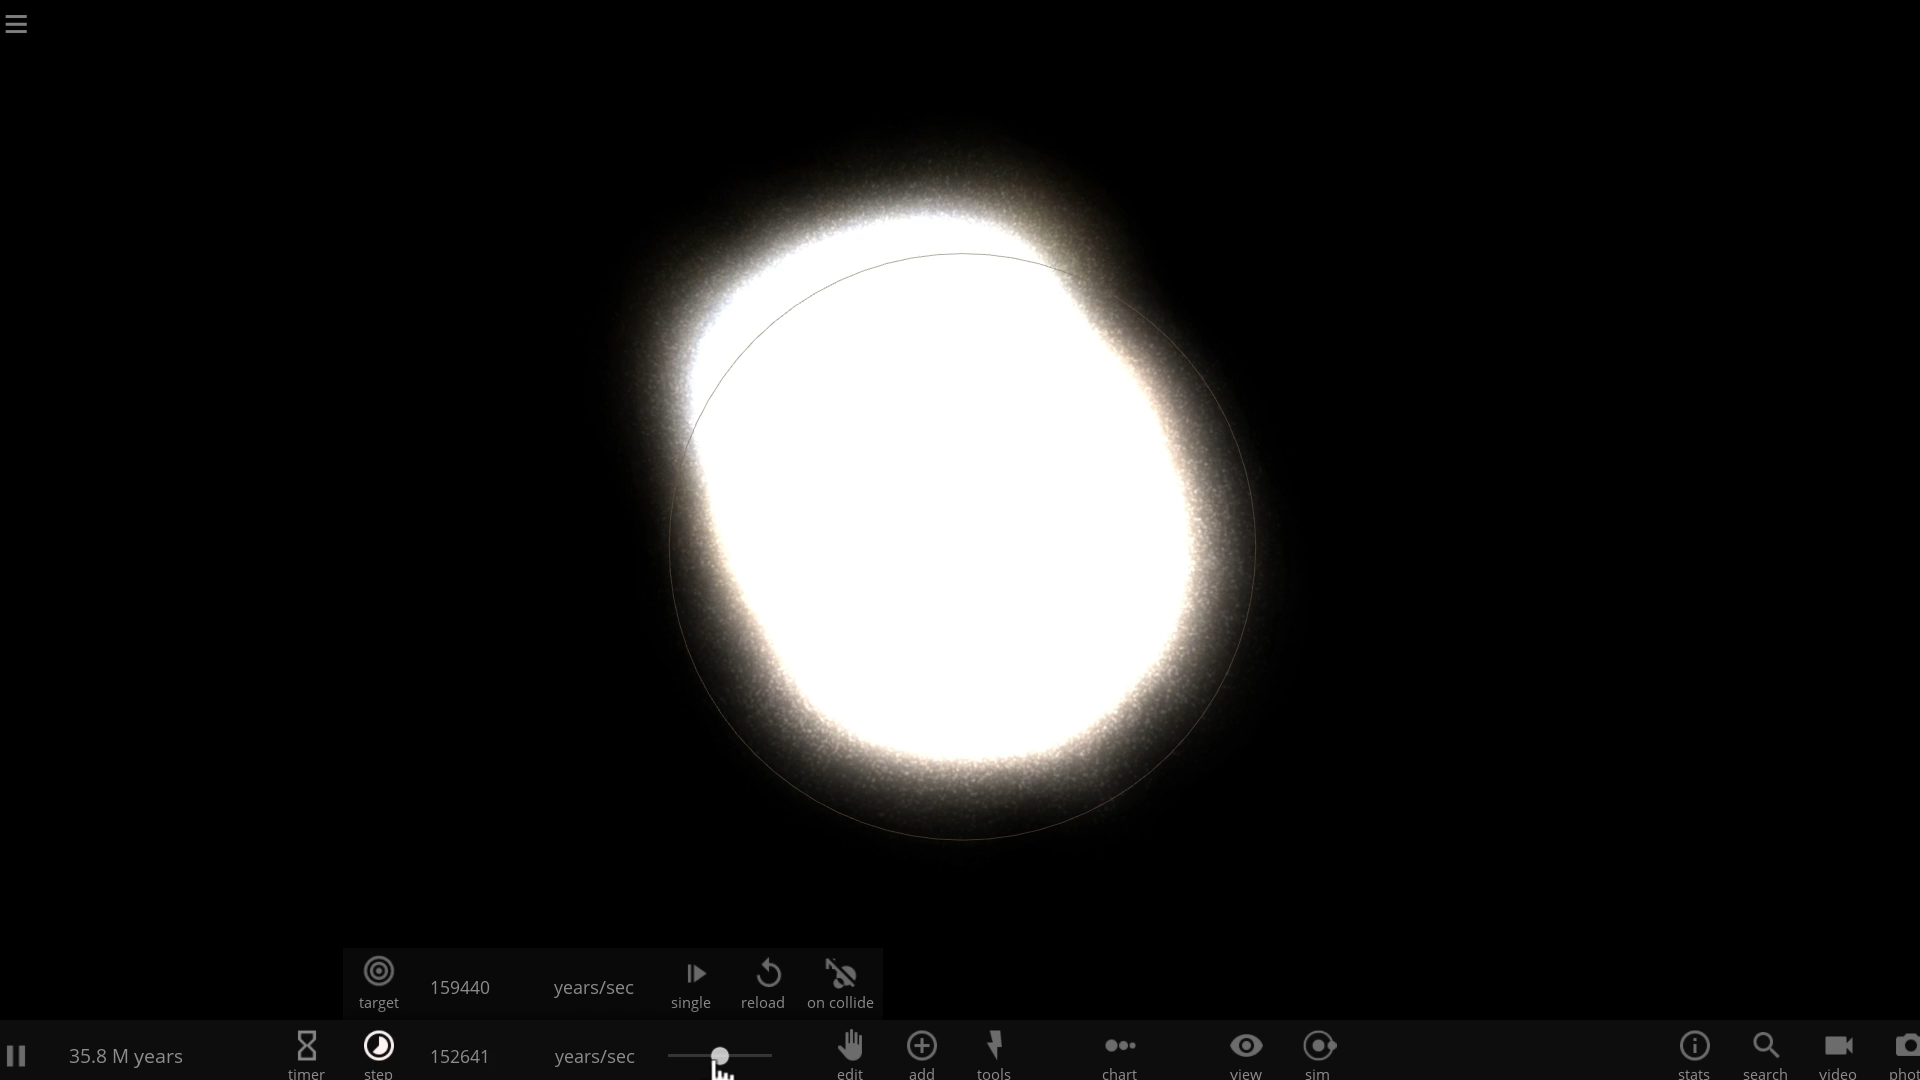 target
159440
years/sec
single
reload
on collide
35.8 M years
timer
step
152641
years/sec
edit
add
tools
chart
view
sim
stats
search
video
phot